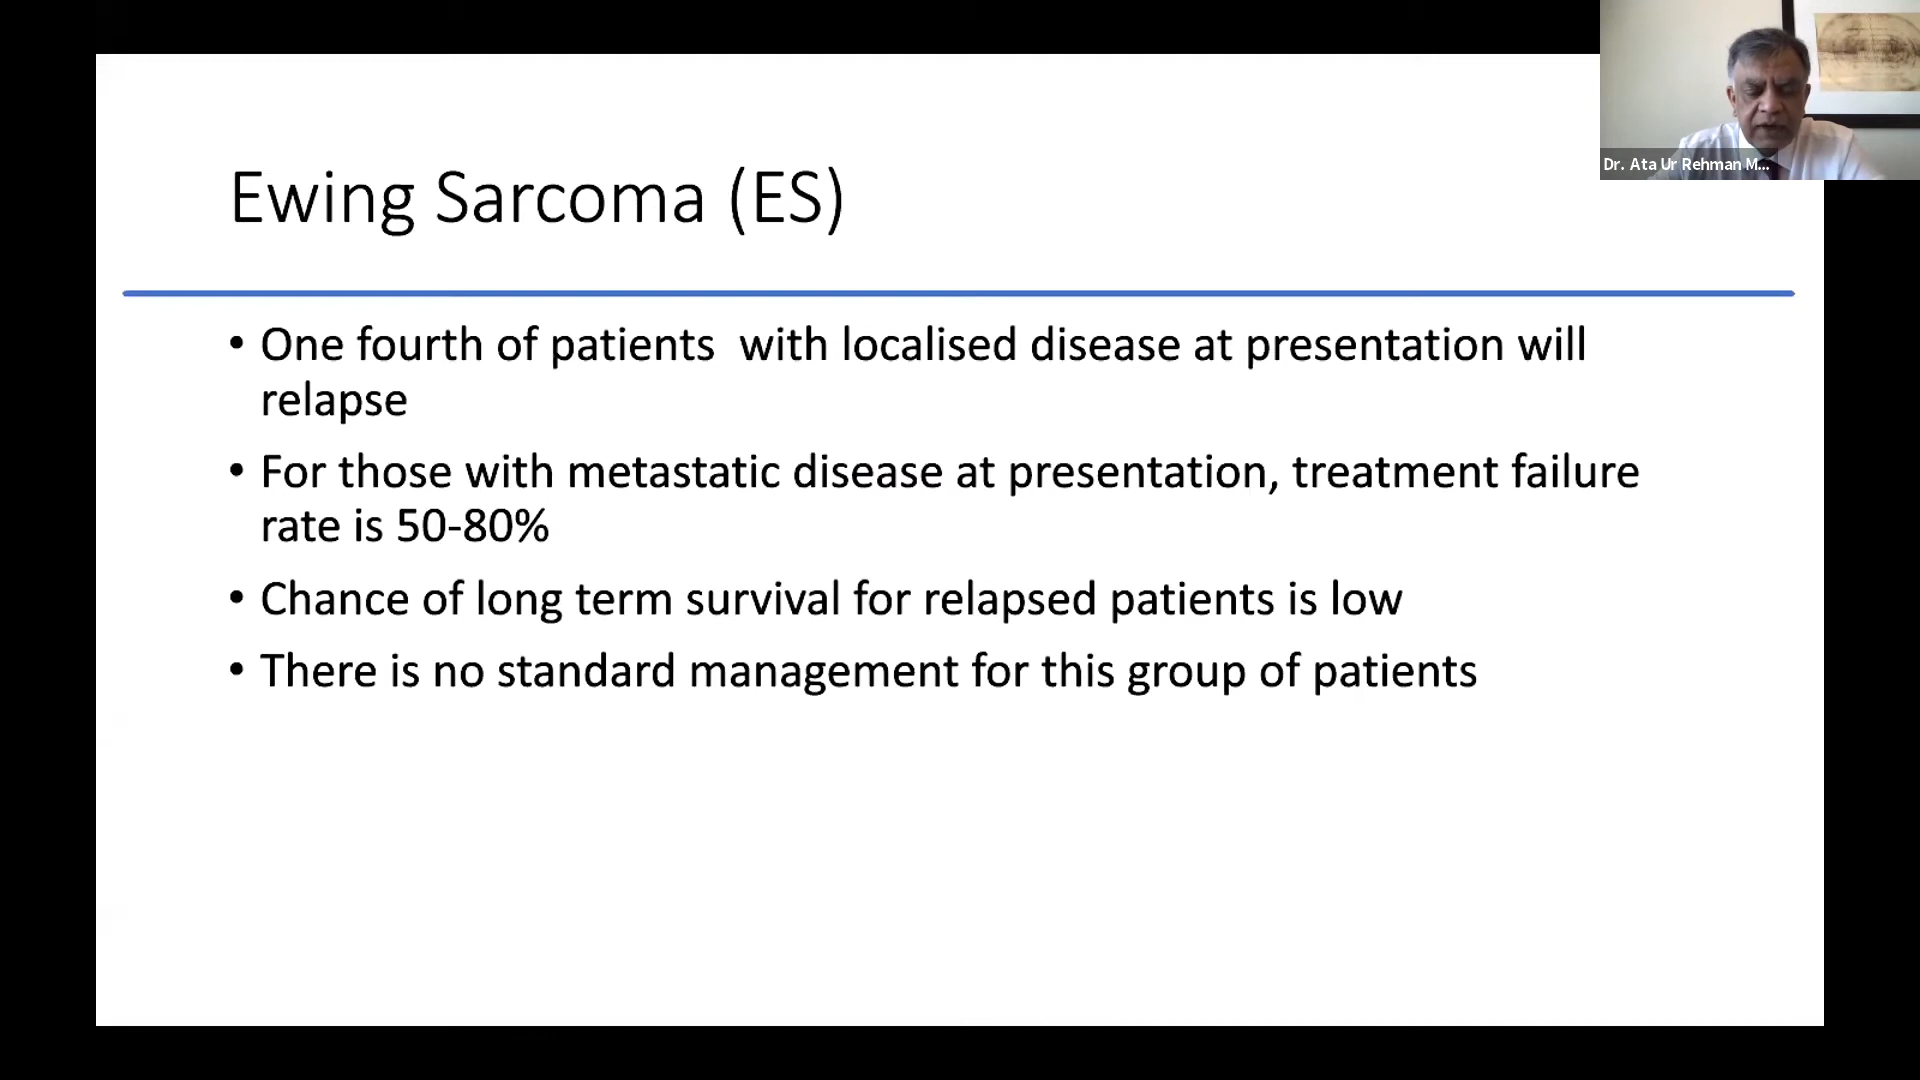 Dr. Ata Ur Rehman M...
Ewing Sarcoma (ES)
• One fourth of patients  with localised disease at presentation will
relapse
• For those with metastatic disease at presentation, treatment failure
rate is 50-80%
• Chance of long term survival for relapsed patients is low
• There is no standard management for this group of patients